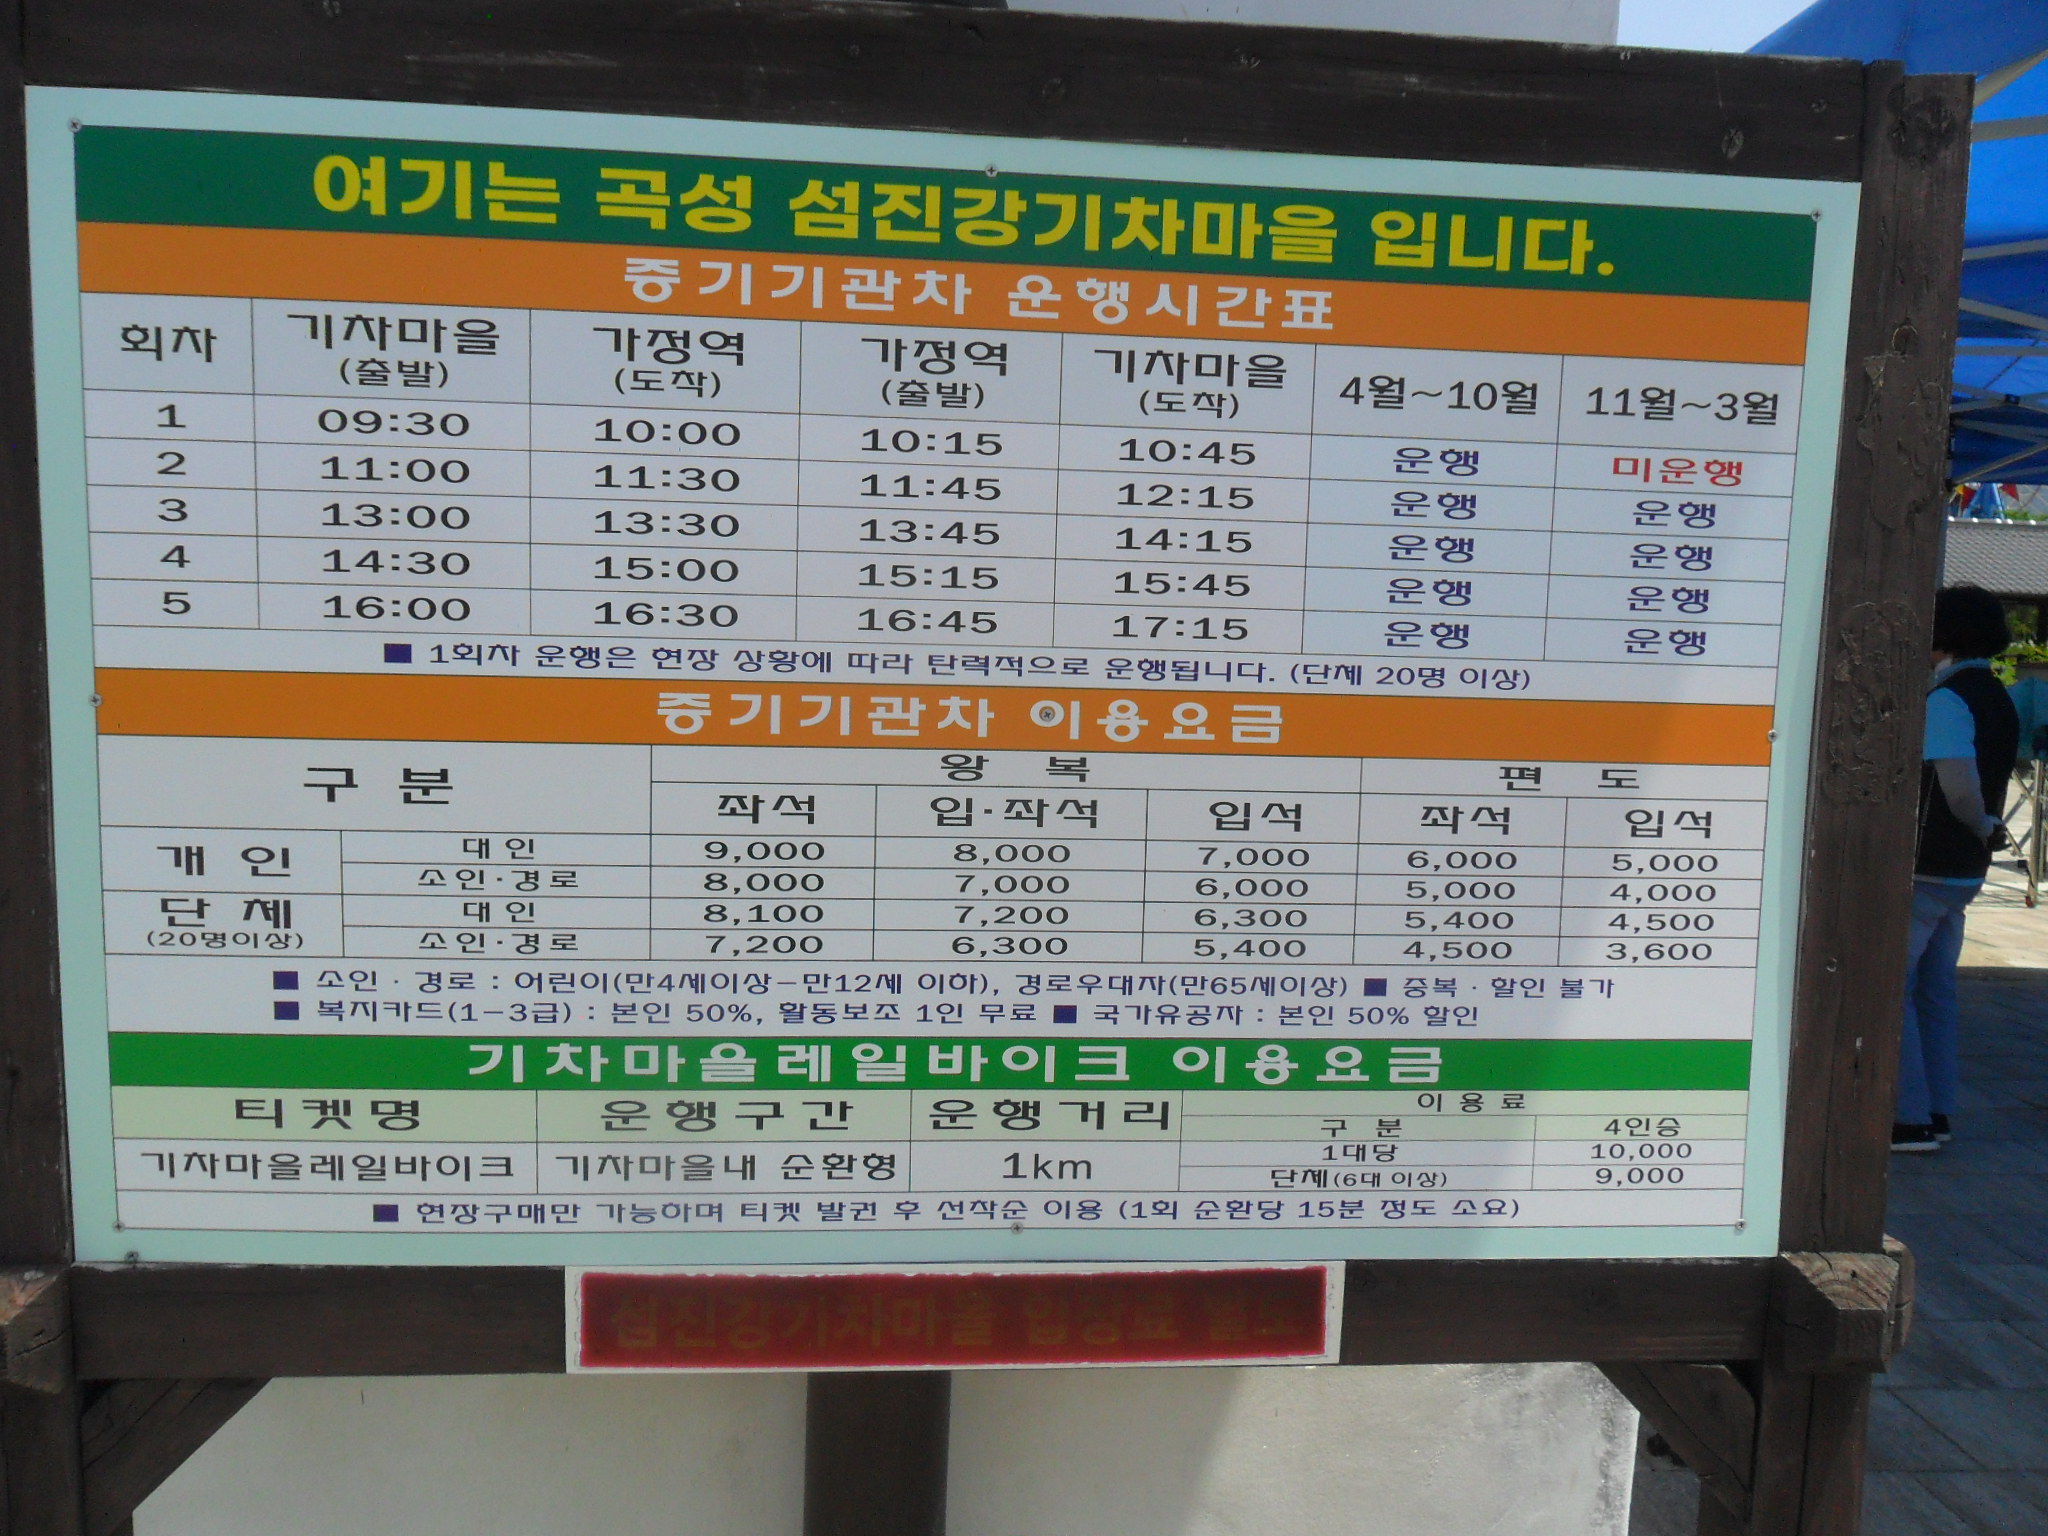 여기는 곡성 섬진강기차마을 입니다.
증기기관차 운행시간표
회차 기차마을 (출발) 가정역 (도착) 가정역 (출발) 기차마을 (도착) 4월~10월 11월~3월
1 09:30 10:00 10:15 10:45 운행 미운행
2 11:00 11:30 11:45 12:15 운행 운행
3 13:00 13:30 13:45 14:15 운행 운행
4 14:30 15:00 15:15 15:45 운행 운행
5 16:00 16:30 16:45 17:15 운행 운행
■ 1회차 운행은 현장 상황에 따라 탄력적으로 운행됩니다. (단체 20명 이상)
증기기관차 이용요금
구 분 왕 복 편 도
좌석 입·좌석 입석 좌석 입석
개 인 대 인 9,000 8,000 7,000 6,000 5,000
소인·경로 8,000 7,000 6,000 5,000 4,000
단 체 (20명이상) 대 인 8,100 7,200 6,300 5,400 4,500
소인·경로 7,200 6,300 5,400 4,500 3,600
■ 소인 · 경로 : 어린이(만4세이상-만12세 이하), 경로우대자(만65세이상) ■ 중복 · 할인 불가
■ 복지카드(1-3급) : 본인 50%, 활동보조 1인 무료 ■ 국가유공자 : 본인 50% 할인
기차마을레일바이크 이용요금
티켓명 운행구간 운행거리 이 용 료
구 분 4인승
기차마을레일바이크 기차마을내 순환형 1km 1대당 10,000
단체(6대 이상) 9,000
■ 현장구매만 가능하며 티켓 발권 후 선착순 이용 (1회 순환당 15분 정도 소요)
섬진강기차마을 입장료 별도